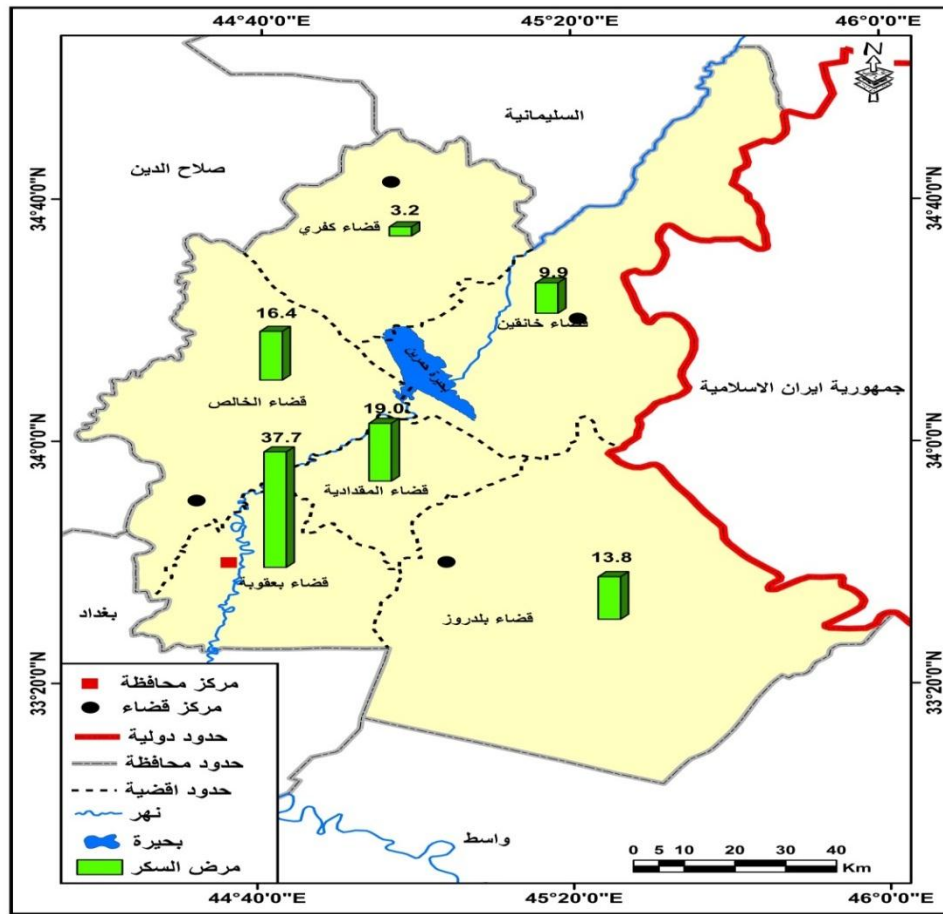 44°40'0"E
45°20'0"E
46°0'0"E
N
السليمانية
صلاح الدين
34°40'0"N
34°40'0"N
3.2
قضاء كفري
9.9
قضاء خانقين
16.4
قضاء الخالص
بحيرة حمرين
جمهورية ايران الاسلامية
19.0
قضاء المقدادية
34°0'0"N
34°0'0"N
37.7
قضاء بعقوبة
13.8
قضاء بلدروز
بغداد
33°20'0"N
33°20'0"N
مركز محافظة
مركز قضاء
حدود دولية
حدود محافظة
حدود اقضية
نهر
بحيرة
مرض السكر
واسط
0 5 10 20 30 40
Km
44°40'0"E
45°20'0"E
46°0'0"E